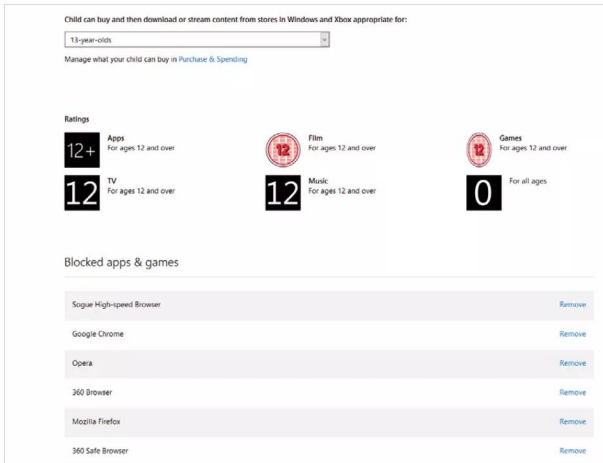 Child can buy and then download or stream content from stores in Windows and Xbox appropriate for:
13-year-olds
Manage what your child can buy in Purchase & Spending
Ratings
12+
Apps
For ages 12 and over
12
Film
For ages 12 and over
12
Games
For ages 12 and over
12
TV
For ages 12 and over
12
Music
For ages 12 and over
0
For all ages
Blocked apps & games
Sogue High-speed Browser Remove
Google Chrome Remove
Opera Remove
360 Browser Remove
Mozilla Firefox Remove
360 Safe Browser Remove